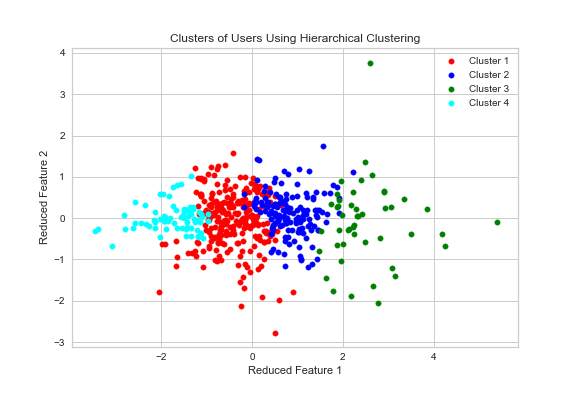 Clusters of Users Using Hierarchical Clustering
Cluster 1
Cluster 2
Cluster 3
Cluster 4
4
3
2
1
0
−1
−2
−3
Reduced Feature 2
−2
0
2
4
Reduced Feature 1